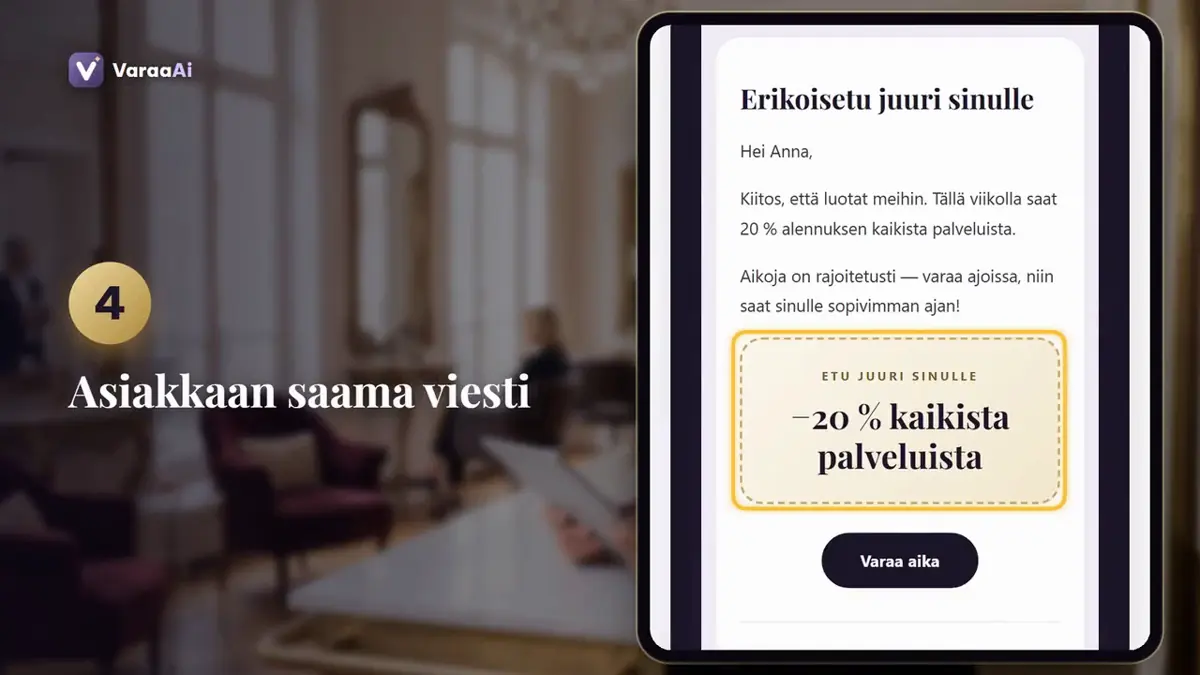 VaraaAi
4
Asiakkaan saama viesti
Erikoisetu juuri sinulle
Hei Anna,
Kiitos, että luotat meihin. Tällä viikolla saat
20 % alennuksen kaikista palveluista.
Aikoja on rajoitetusti — varaa ajoissa, niin
saat sinulle sopivimman ajan!
ETU JUURI SINULLE
−20 % kaikista
palveluista
Varaa aika